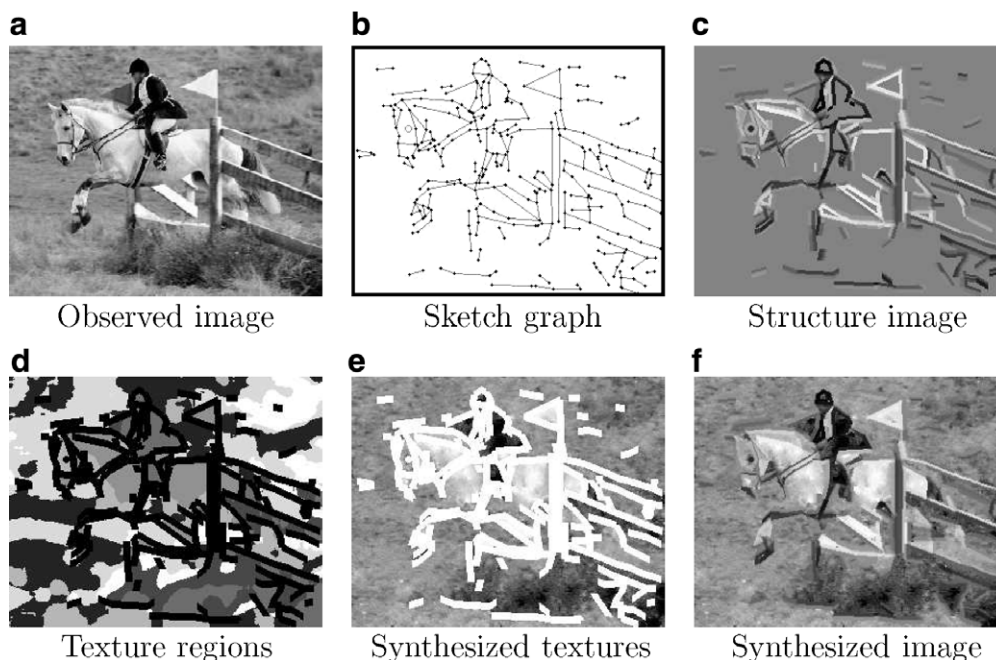 a
b
c
Observed image
Sketch graph
Structure image
d
e
f
Texture regions
Synthesized textures
Synthesized image